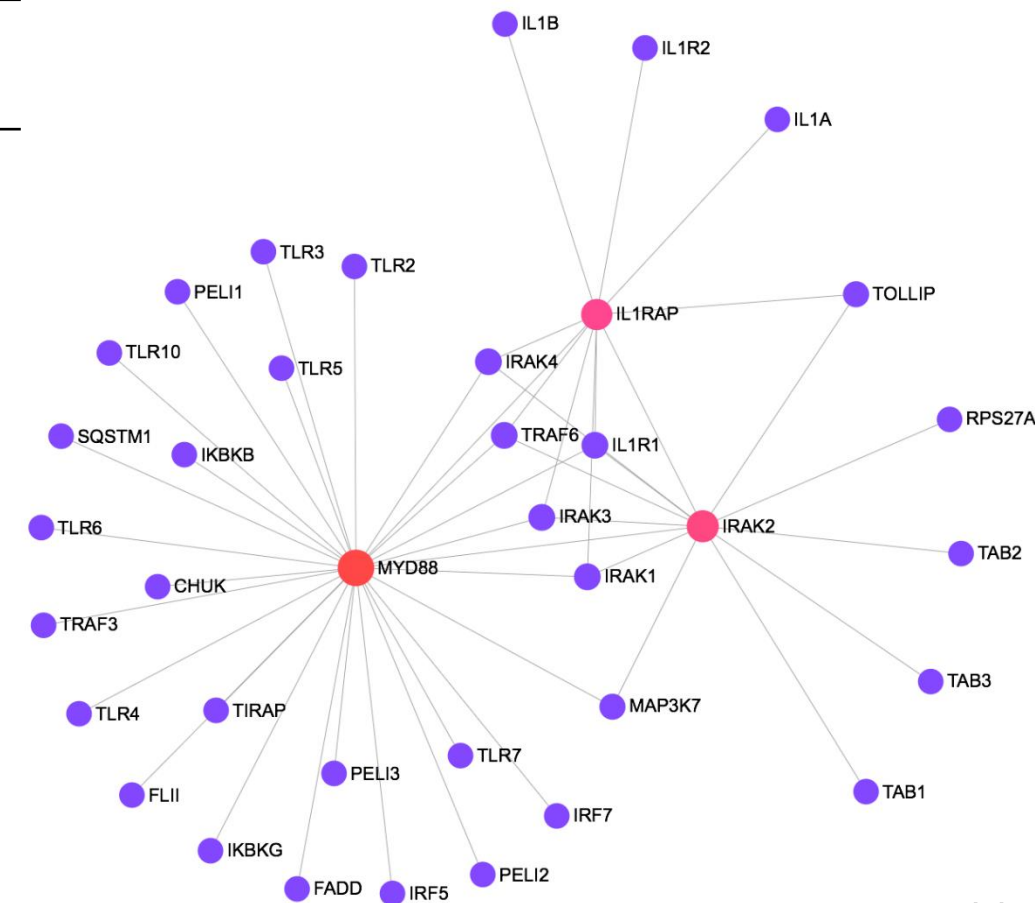 IL1B
IL1R2
IL1A
TLR3
TLR2
PELI1
TOLLIP
IL1RAP
TLR10
IRAK4
TLR5
RPS27A
SQSTM1
TRAF6
IL1R1
IKBKB
IRAK3
IRAK2
TLR6
TAB2
MYD88
IRAK1
CHUK
TRAF3
TAB3
MAP3K7
TIRAP
TLR4
TLR7
PELI3
TAB1
FLII
IRF7
IKBKG
PELI2
FADD
IRF5